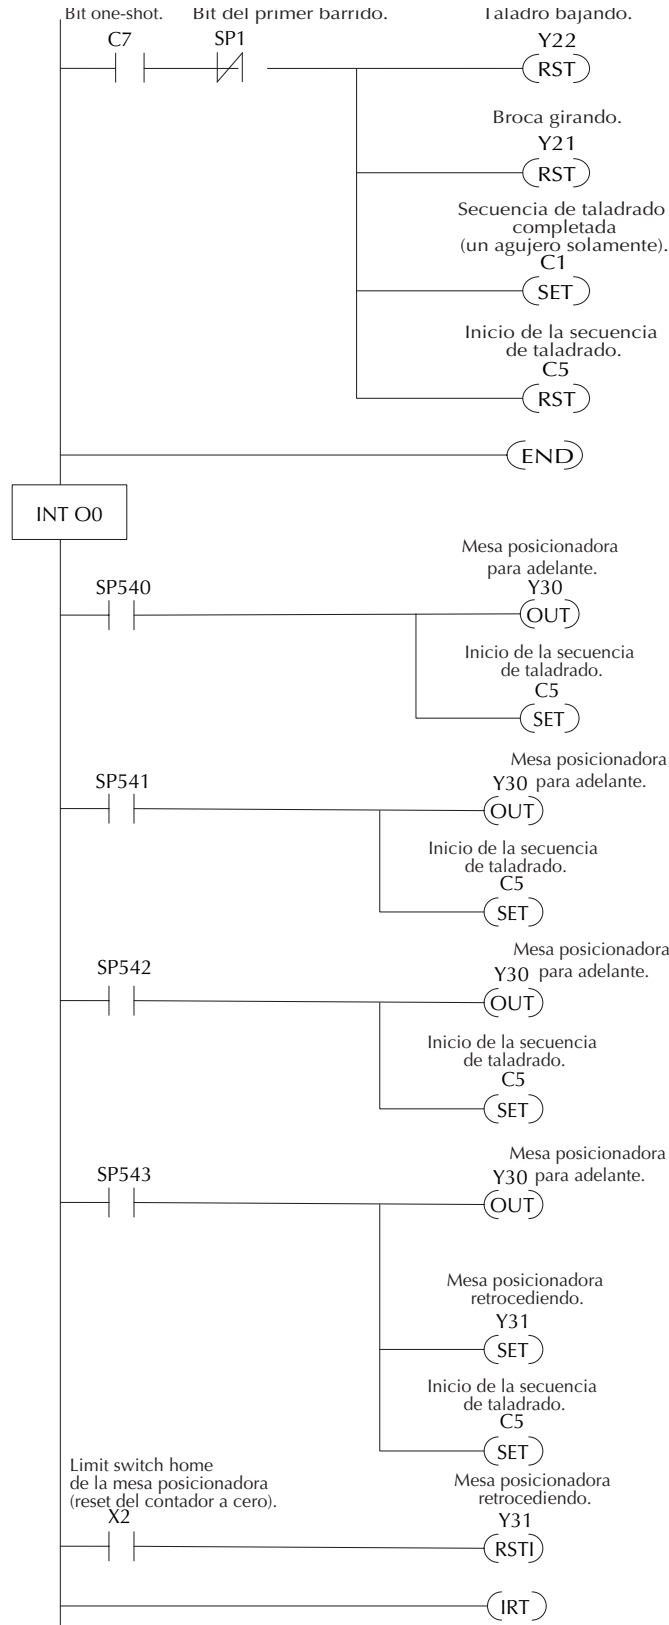 Bit one-shot. Bit del primer barrido. Taladro bajando.
C7 SP1 Y22
RST
Broca girando.
Y21
RST
Secuencia de taladrado
completada
(un agujero solamente).
C1
SET
Inicio de la secuencia
de taladrado.
C5
RST
END
INT O0
Mesa posicionadora
para adelante.
SP540 Y30
OUT
Inicio de la secuencia
de taladrado.
C5
SET
Mesa posicionadora
SP541 Y30 para adelante.
OUT
Inicio de la secuencia
de taladrado.
C5
SET
Mesa posicionadora
SP542 Y30 para adelante.
OUT
Inicio de la secuencia
de taladrado.
C5
SET
Mesa posicionadora
SP543 Y30 para adelante.
OUT
Mesa posicionadora
retrocediendo.
Y31
SET
Inicio de la secuencia
de taladrado.
C5
SET
Limit switch home
de la mesa posicionadora
(reset del contador a cero).
X2
Mesa posicionadora
retrocediendo.
Y31
RSTI
IRT